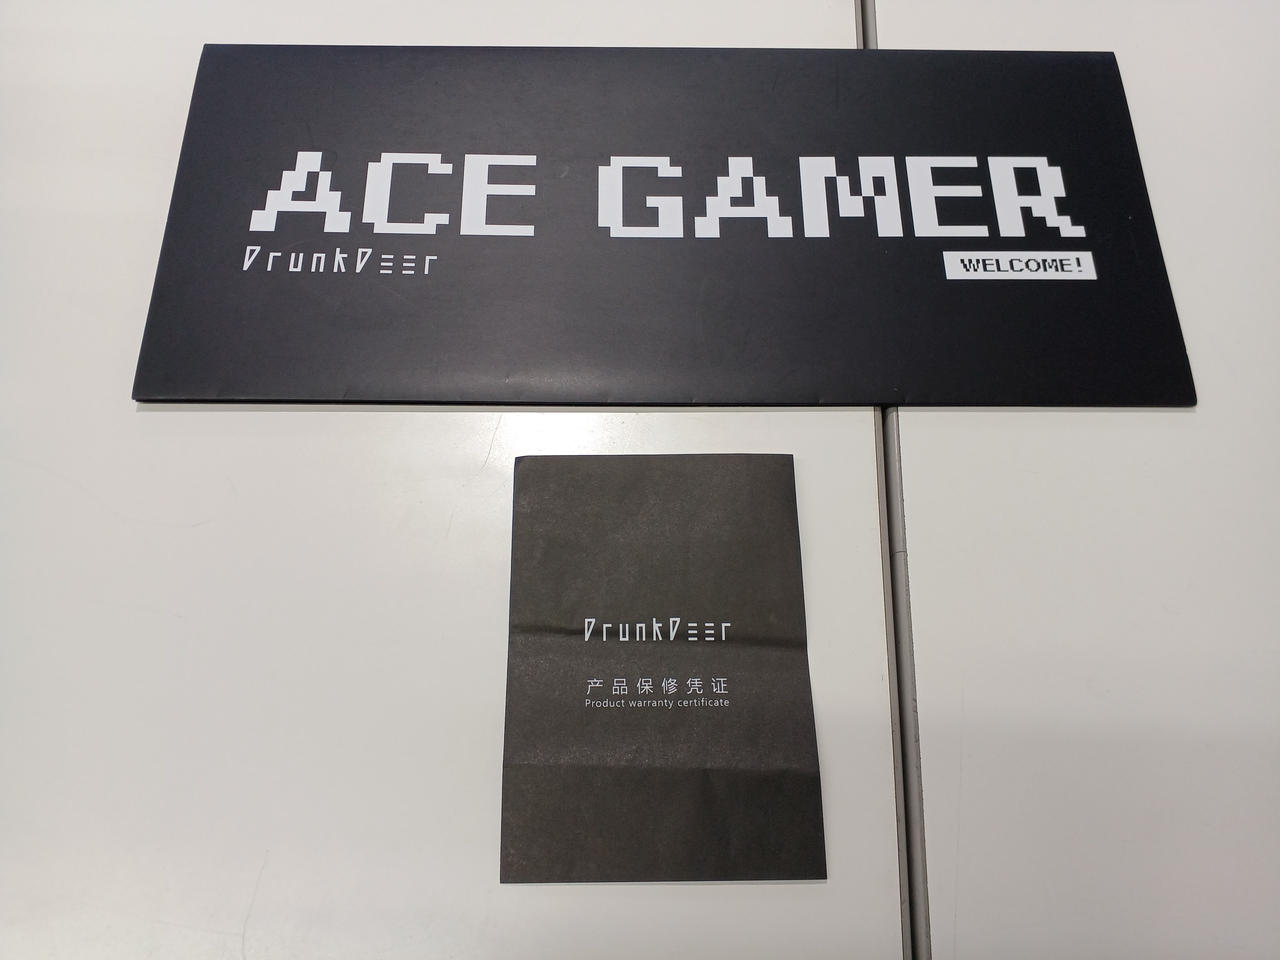 ACE GAMER
DrunkDeer
WELCOME!
DrunkDeer
产品保修凭证
Product warranty certificate